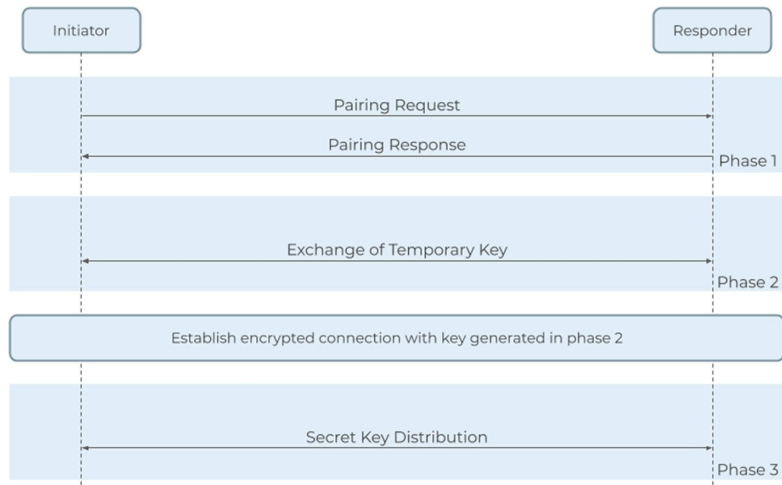 Initiator
Responder
Pairing Request
Pairing Response
Phase 1
Exchange of Temporary Key
Phase 2
Establish encrypted connection with key generated in phase 2
Secret Key Distribution
Phase 3